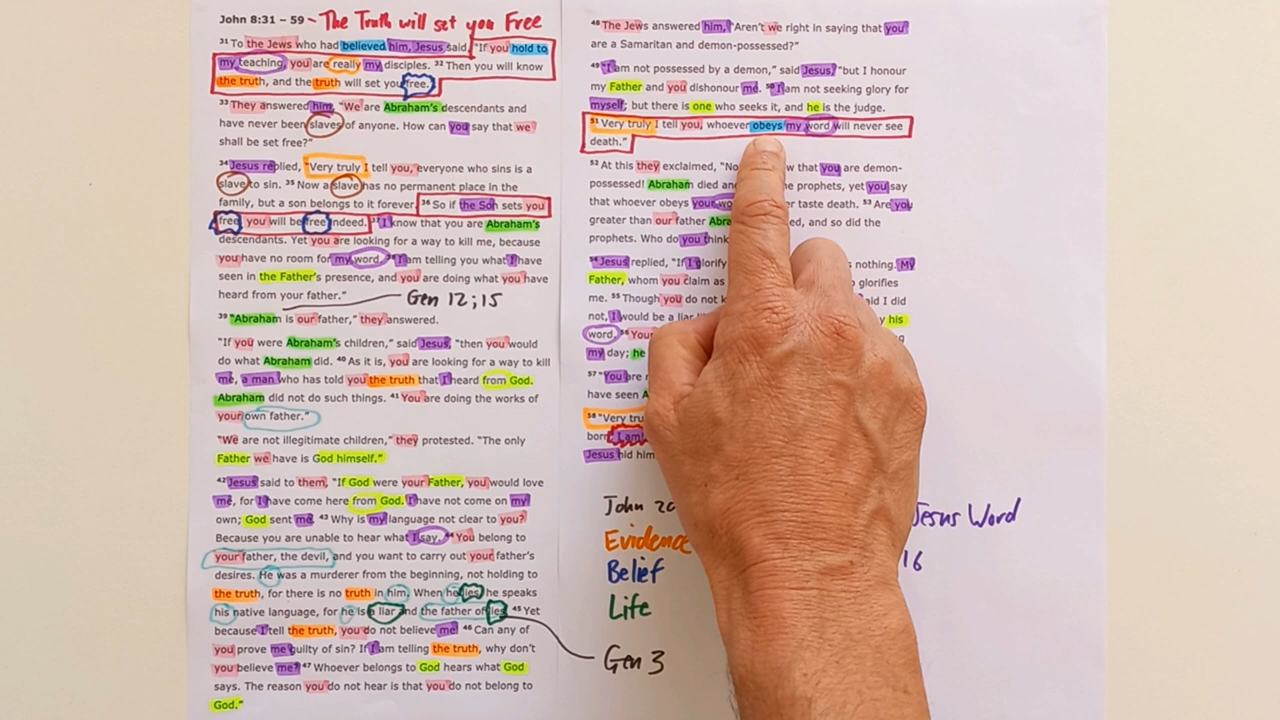 John 8:31 – 59 ~ The Truth will set you Free
31 To the Jews who had believed him, Jesus said, "If you hold to
my teaching, you are really my disciples. 32 Then you will know
the truth, and the truth will set you free."
33 They answered him, "We are Abraham's descendants and
have never been slaves of anyone. How can you say that we
shall be set free?"
34 Jesus replied, "Very truly I tell you, everyone who sins is a
slave to sin. 35 Now a slave has no permanent place in the
family, but a son belongs to it forever. 36 So if the Son sets you
free, you will be free indeed. 37 I know that you are Abraham's
descendants. Yet you are looking for a way to kill me, because
you have no room for my word. 38 I am telling you what I have
seen in the Father's presence, and you are doing what you have
heard from your father."
Gen 12;15
39 "Abraham is our father," they answered.
"If you were Abraham's children," said Jesus, "then you would
do what Abraham did. 40 As it is, you are looking for a way to kill
me, a man who has told you the truth that I heard from God.
Abraham did not do such things. 41 You are doing the works of
your own father."
"We are not illegitimate children," they protested. "The only
Father we have is God himself."
42 Jesus said to them, "If God were your Father, you would love
me, for I have come here from God. I have not come on my
own; God sent me. 43 Why is my language not clear to you?
Because you are unable to hear what I say. 44 You belong to
your father, the devil, and you want to carry out your father's
desires. He was a murderer from the beginning, not holding to
the truth, for there is no truth in him. When he lies, he speaks
his native language, for he is a liar and the father of lies. 45 Yet
because I tell the truth, you do not believe me! 46 Can any of
you prove me guilty of sin? If I am telling the truth, why don't
you believe me? 47 Whoever belongs to God hears what God
says. The reason you do not hear is that you do not belong to
God."
48 The Jews answered him, "Aren't we right in saying that you
are a Samaritan and demon-possessed?"
49 "I am not possessed by a demon," said Jesus, "but I honour
my Father and you dishonour me. 50 I am not seeking glory for
myself; but there is one who seeks it, and he is the judge.
51 Very truly I tell you, whoever obeys my word will never see
death."
52 At this they exclaimed, "No w that you are demon-
possessed! Abraham died and e prophets, yet you say
that whoever obeys your wo er taste death. 53 Are you
greater than our father Abra ed, and so did the
prophets. Who do you think
54 Jesus replied, "If I glorify s nothing. My
Father, whom you claim as o glorifies
me. 55 Though you do not k aid I did
not, I would be a liar y his
word. 56 Your
my day; he
57 "You are
have seen A
58 "Very tru
born, I am!
Jesus hid him
John 20
Jesus Word
Evidence
16
Belief
Life
Gen 3